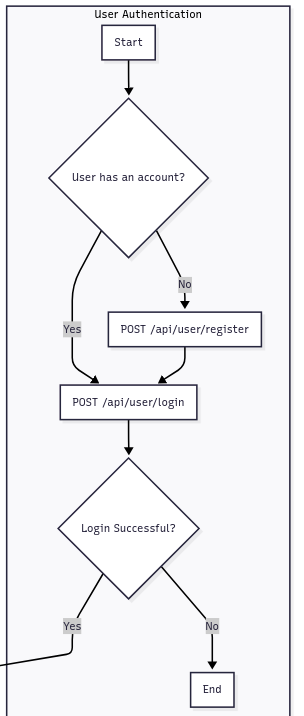 User Authentication
Start
User has an account?
No
Yes
POST /api/user/register
POST /api/user/login
Login Successful?
Yes
No
End